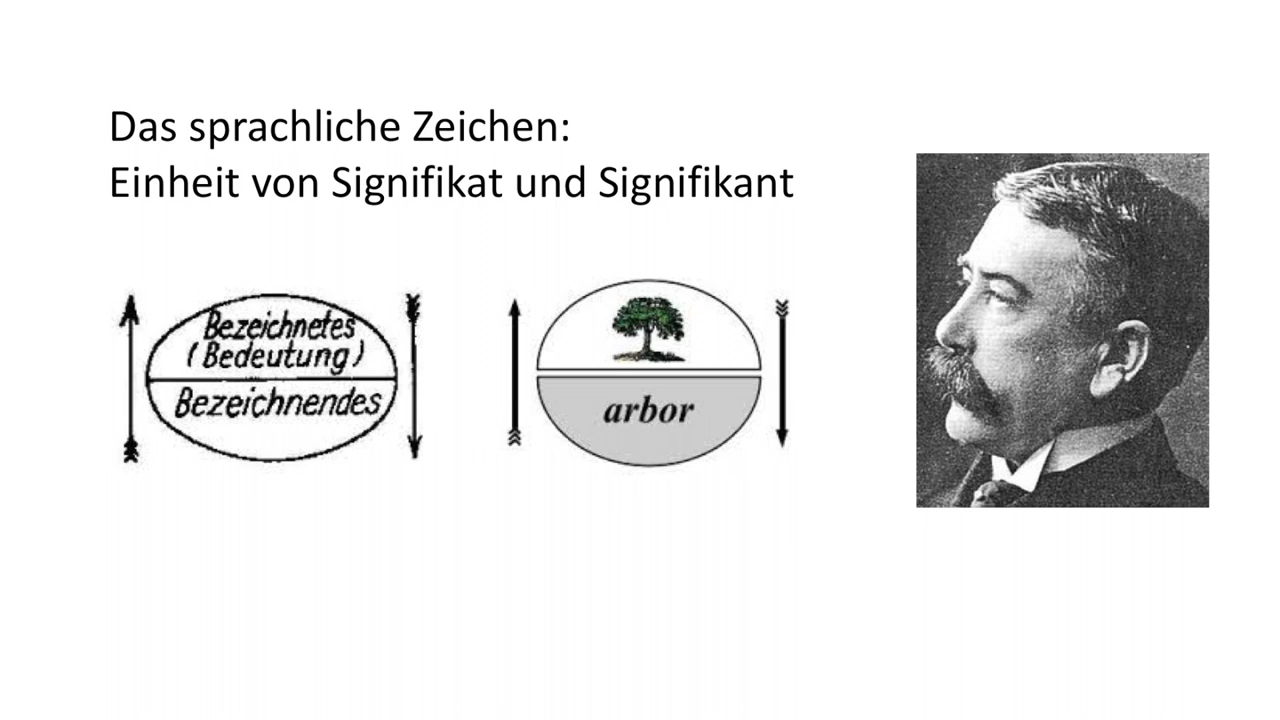 Das sprachliche Zeichen:
Einheit von Signifikat und Signifikant
Bezeichnetes
(Bedeutung)
Bezeichnendes
arbor